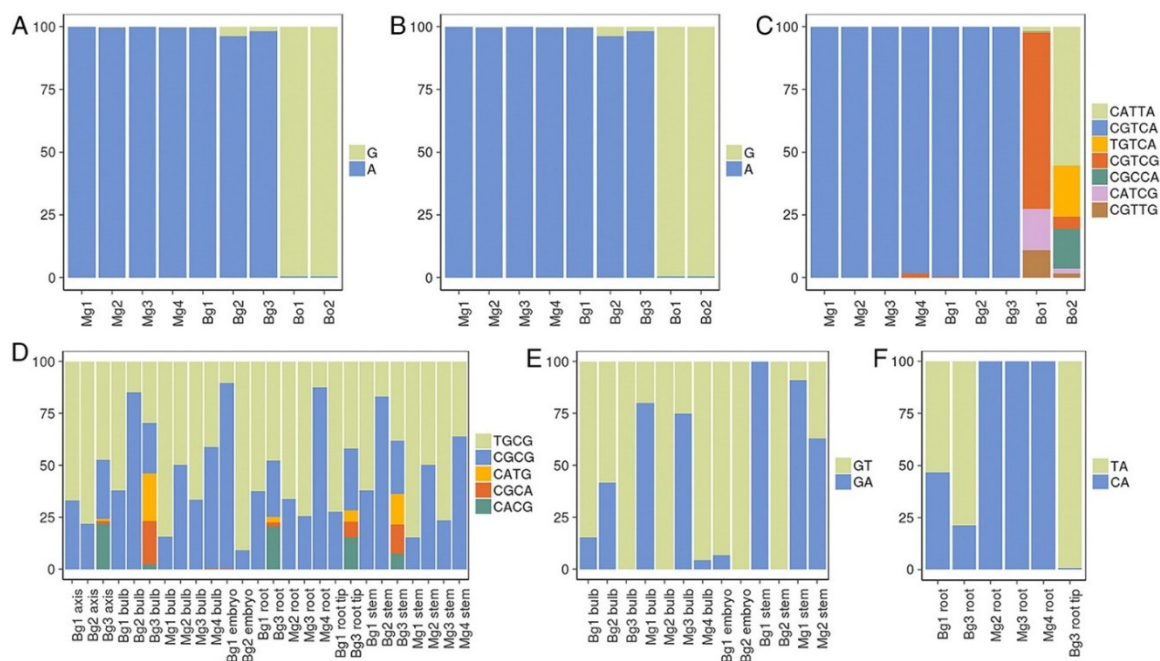 A
100
75
50
25
0
Mg1
Mg2
Mg3
Mg4
Bg1
Bg2
Bg3
Bo1
Bo2
G
A
B
100
75
50
25
0
Mg1
Mg2
Mg3
Mg4
Bg1
Bg2
Bg3
Bo1
Bo2
G
A
C
100
75
50
25
0
Mg1
Mg2
Mg3
Mg4
Bg1
Bg2
Bg3
Bo1
Bo2
CATTA
CGTCA
TGTCA
CGTCG
CGCCA
CATCG
CGTTG
D
100
75
50
25
0
Bg1 axis
Bg2 axis
Bg3 axis
Bg1 bulb
Bg2 bulb
Bg3 bulb
Mg1 bulb
Mg2 bulb
Mg3 bulb
Mg4 bulb
Bg1 embryo
Bg2 embryo
Bg1 root
Bg3 root
Mg2 root
Mg3 root
Mg4 root
Bg1 root tip
Bg3 root tip
Bg1 stem
Bg2 stem
Bg3 stem
Mg1 stem
Mg2 stem
Mg3 stem
Mg4 stem
TGCG
CGCG
CATG
CGCA
CACG
E
100
75
50
25
0
Bg1 bulb
Bg2 bulb
Bg3 bulb
Mg1 bulb
Mg2 bulb
Mg3 bulb
Mg4 bulb
Bg1 embryo
Bg2 embryo
Bg1 stem
Bg2 stem
Mg1 stem
Mg2 stem
GT
GA
F
100
75
50
25
0
Bg1 root
Bg3 root
Mg2 root
Mg3 root
Mg4 root
Bg3 root tip
TA
CA